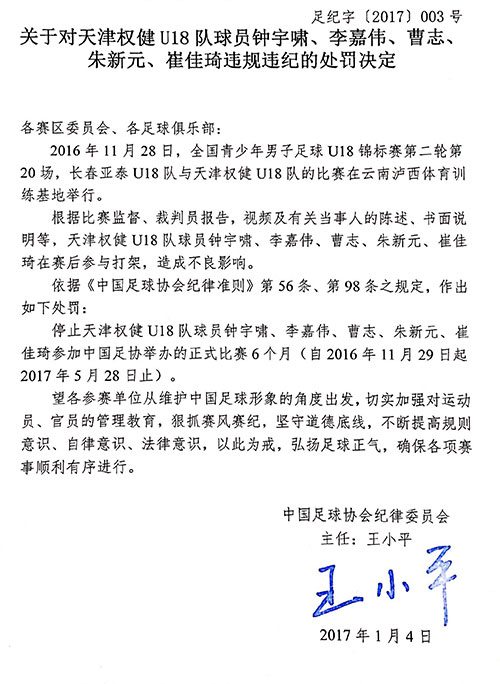 足纪字〔2017〕003 号
关于对天津权健 U18 队球员钟宇啸、李嘉伟、曹志、
朱新元、崔佳琦违规违纪的处罚决定
各赛区委员会、各足球俱乐部：
2016 年 11 月 28 日，全国青少年男子足球 U18 锦标赛第二轮第
20 场，长春亚泰 U18 队与天津权健 U18 队的比赛在云南泸西体育训
练基地举行。
根据比赛监督、裁判员报告，视频及有关当事人的陈述、书面说
明等，天津权健 U18 队球员钟宇啸、李嘉伟、曹志、朱新元、崔佳
琦在赛后参与打架，造成不良影响。
依据《中国足球协会纪律准则》第 56 条、第 98 条之规定，作出
如下处罚：
停止天津权健 U18 队球员钟宇啸、李嘉伟、曹志、朱新元、崔
佳琦参加中国足协举办的正式比赛 6 个月（自 2016 年 11 月 29 日起
2017 年 5 月 28 日止）。
望各参赛单位从维护中国足球形象的角度出发，切实加强对运动
员、官员的管理教育，狠抓赛风赛纪，坚守道德底线，不断提高规则
意识、自律意识、法律意识，以此为戒，弘扬足球正气，确保各项赛
事顺利有序进行。
中国足球协会纪律委员会
主任：王小平
王小平
2017 年 1 月 4 日